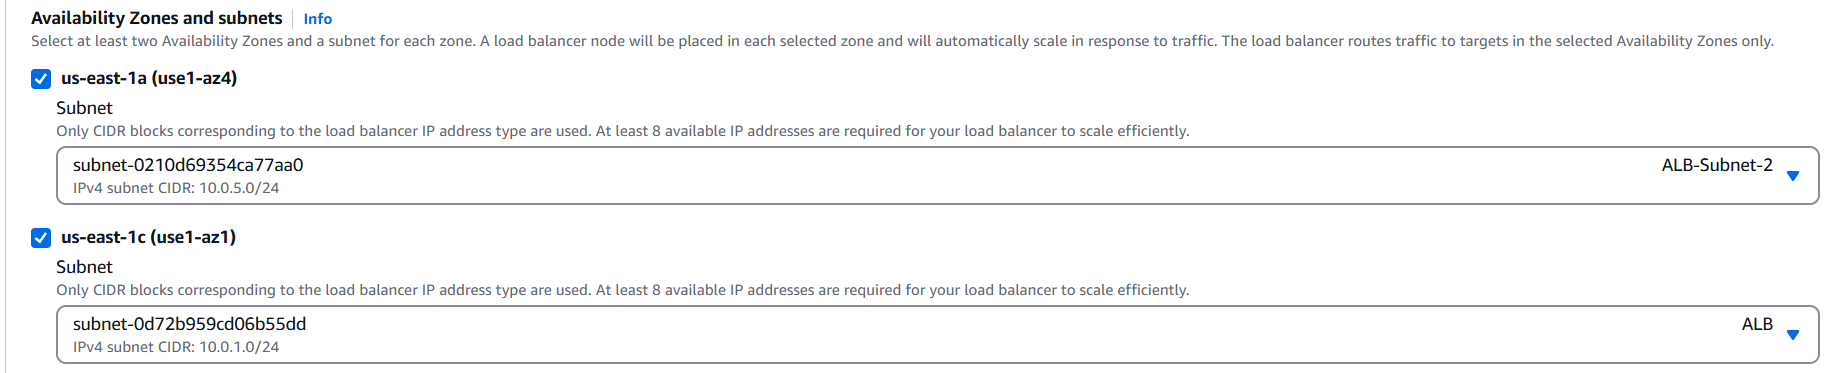 Availability Zones and subnets Info
Select at least two Availability Zones and a subnet for each zone. A load balancer node will be placed in each selected zone and will automatically scale in response to traffic. The load balancer routes traffic to targets in the selected Availability Zones only.
us-east-1a (use1-az4)
Subnet
Only CIDR blocks corresponding to the load balancer IP address type are used. At least 8 available IP addresses are required for your load balancer to scale efficiently.
subnet-0210d69354ca77aa0 ALB-Subnet-2
IPv4 subnet CIDR: 10.0.5.0/24
us-east-1c (use1-az1)
Subnet
Only CIDR blocks corresponding to the load balancer IP address type are used. At least 8 available IP addresses are required for your load balancer to scale efficiently.
subnet-0d72b959cd06b55dd ALB
IPv4 subnet CIDR: 10.0.1.0/24